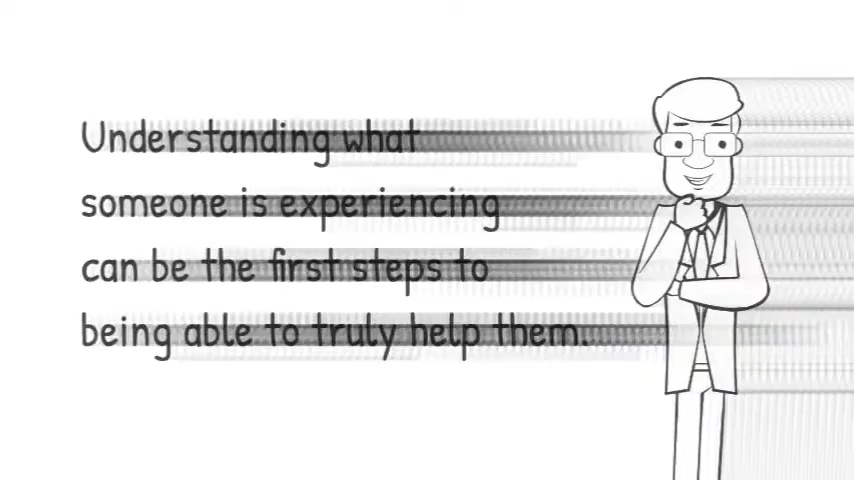 Understanding what
someone is experiencing
can be the first steps to
being able to truly help them.